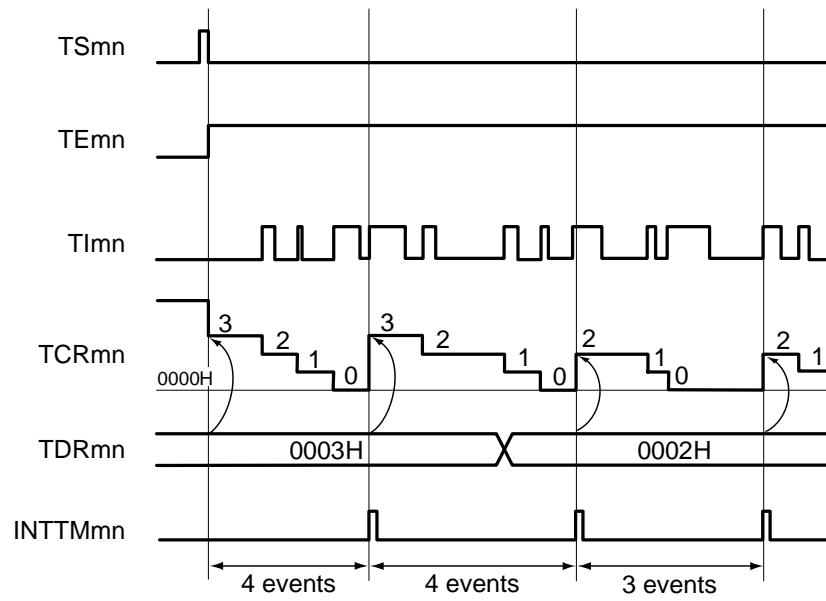 TSmn
TEmn
TImn
TCRmn
3
2
1
0
3
2
1
0
2
1
0
2
1
0000H
TDRmn
0003H
0002H
INTTMmn
4 events
4 events
3 events